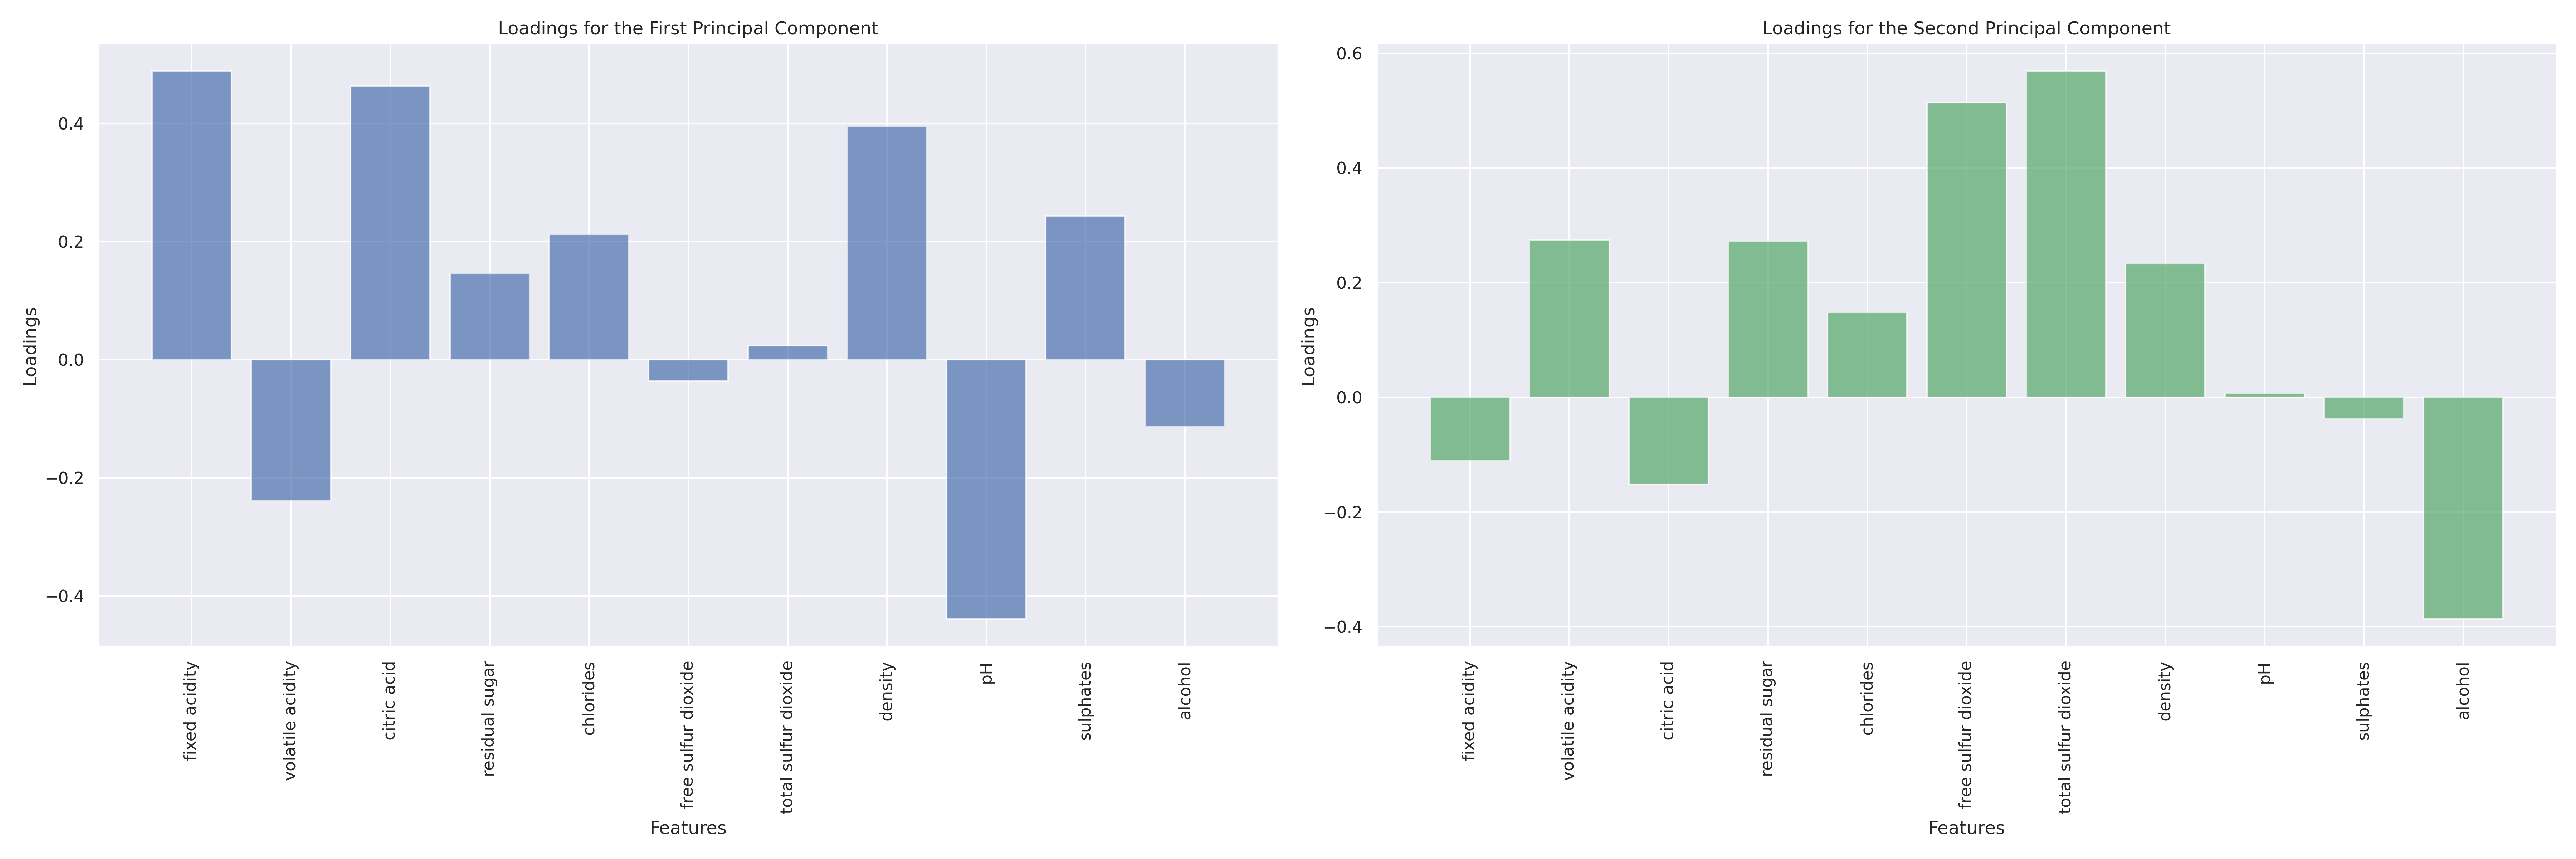 Loadings for the First Principal Component
Loadings
0.4
0.2
0.0
−0.2
−0.4
fixed acidity
volatile acidity
citric acid
residual sugar
chlorides
free sulfur dioxide
total sulfur dioxide
density
pH
sulphates
alcohol
Features
Loadings for the Second Principal Component
Loadings
0.6
0.4
0.2
0.0
−0.2
−0.4
fixed acidity
volatile acidity
citric acid
residual sugar
chlorides
free sulfur dioxide
total sulfur dioxide
density
pH
sulphates
alcohol
Features